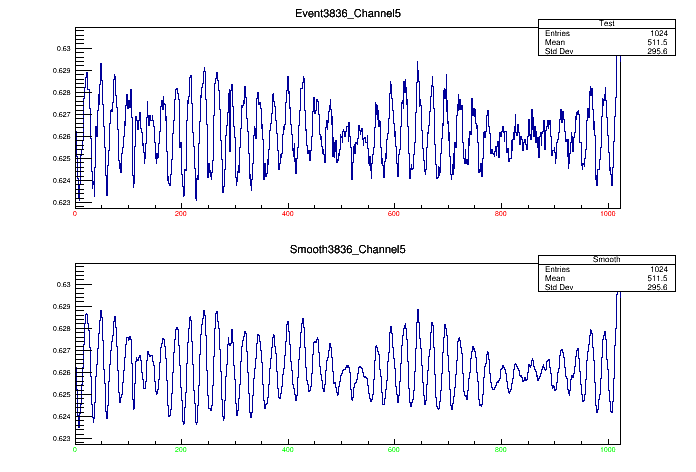 Event3836_Channel5
Test
Entries 1024
Mean 511.5
Std Dev 295.6
0.63
0.629
0.628
0.627
0.626
0.625
0.624
0.623
0 200 400 600 800 1000
Smooth3836_Channel5
Smooth
Entries 1024
Mean 511.5
Std Dev 295.6
0.63
0.629
0.628
0.627
0.626
0.625
0.624
0.623
0 200 400 600 800 1000